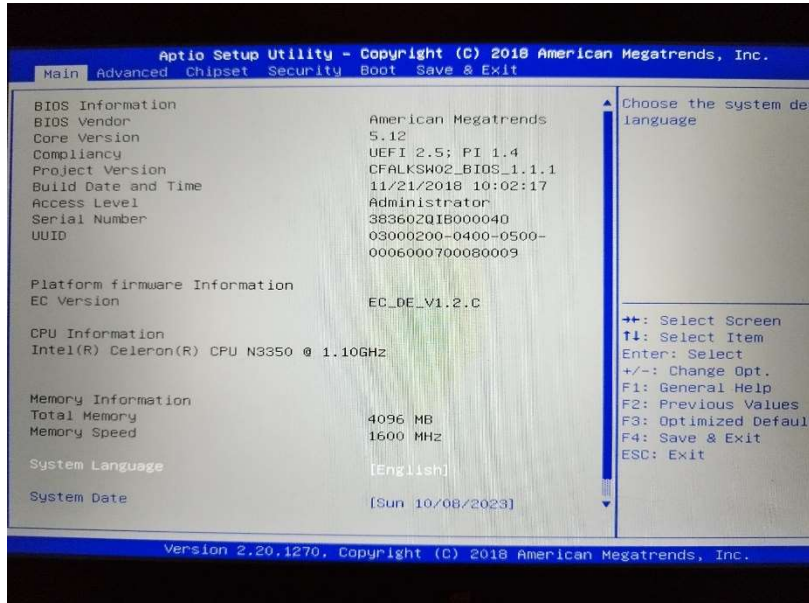 Aptio Setup Utility – Copyright (C) 2018 American Megatrends, Inc.
Main Advanced Chipset Security Boot Save & Exit
BIOS Information
BIOS Vendor American Megatrends
Core Version 5.12
Compliancy UEFI 2.5; PI 1.4
Project Version CFALKSW02_BIOS_1.1.1
Build Date and Time 11/21/2018 10:02:17
Access Level Administrator
Serial Number 38360ZQIB000040
UUID 03000200-0400-0500-
0006000700080009
Platform firmware Information
EC Version EC_DE_V1.2.C
CPU Information
Intel(R) Celeron(R) CPU N3350 @ 1.10GHz
Memory Information
Total Memory 4096 MB
Memory Speed 1600 MHz
System Language [English]
System Date [Sun 10/08/2023]
Choose the system de
language
→←: Select Screen
↑↓: Select Item
Enter: Select
+/-: Change Opt.
F1: General Help
F2: Previous Values
F3: Optimized Defaul
F4: Save & Exit
ESC: Exit
Version 2.20.1270. Copyright (C) 2018 American Megatrends, Inc.